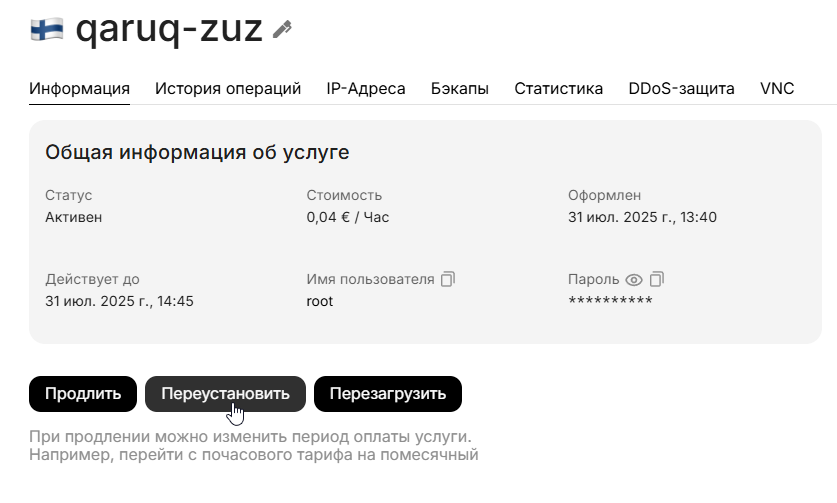 qaruq-zuz
Информация История операций IP-Адреса Бэкапы Статистика DDoS-защита VNC
Общая информация об услуге
Статус Стоимость Оформлен
Активен 0,04 € / Час 31 июл. 2025 г., 13:40
Действует до Имя пользователя Пароль
31 июл. 2025 г., 14:45 root **********
Продлить Переустановить Перезагрузить
При продлении можно изменить период оплаты услуги.
Например, перейти с почасового тарифа на помесячный